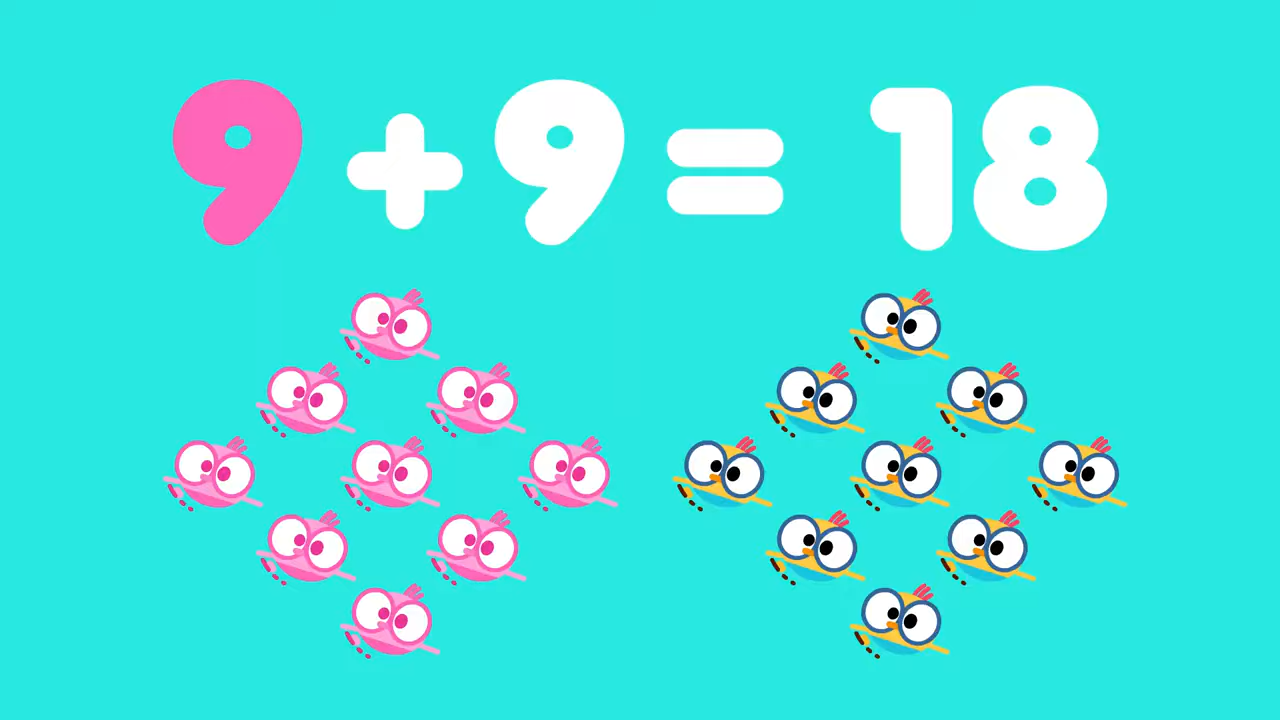 9 + 9 = 18